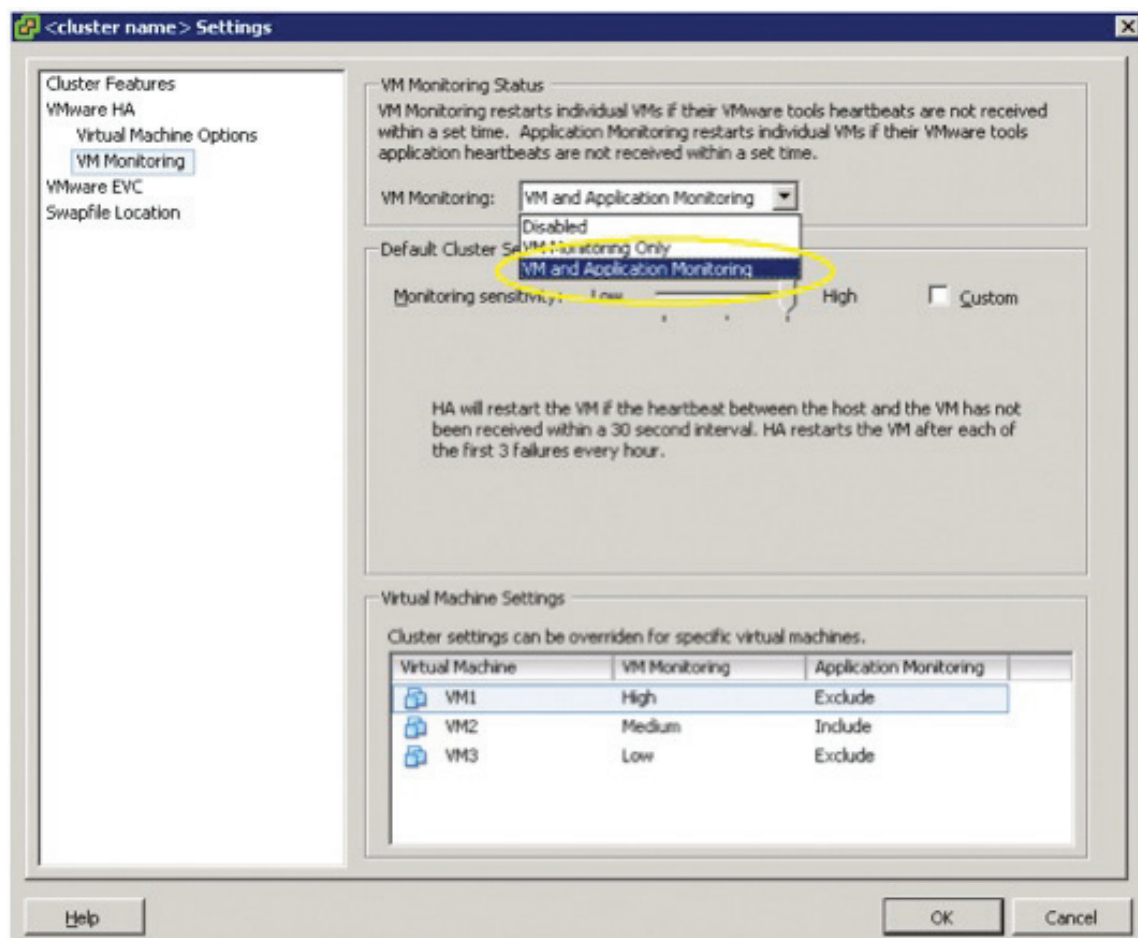 <cluster name> Settings
Cluster Features
VMware HA
Virtual Machine Options
VM Monitoring
VMware EVC
Swapfile Location
VM Monitoring Status
VM Monitoring restarts individual VMs if their VMware tools heartbeats are not received
within a set time. Application Monitoring restarts individual VMs if their VMware tools
application heartbeats are not received within a set time.
VM Monitoring: VM and Application Monitoring
Disabled
VM Monitoring Only
VM and Application Monitoring
Default Cluster Se
Monitoring sensitivity: Low High Custom
HA will restart the VM if the heartbeat between the host and the VM has not
been received within a 30 second interval. HA restarts the VM after each of
the first 3 failures every hour.
Virtual Machine Settings
Cluster settings can be overriden for specific virtual machines.
Virtual Machine VM Monitoring Application Monitoring
VM1 High Exclude
VM2 Medium Include
VM3 Low Exclude
Help OK Cancel